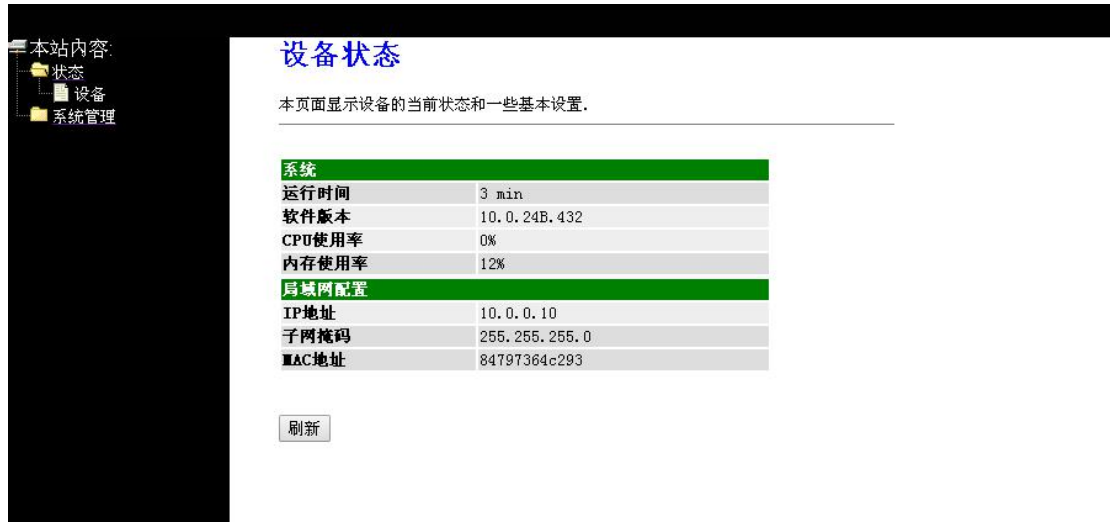 本站内容:
状态
设备
系统管理
设备状态
本页面显示设备的当前状态和一些基本设置.
系统
运行时间 3 min
软件版本 10.0.24B.432
CPU使用率 0%
内存使用率 12%
局域网配置
IP地址 10.0.0.10
子网掩码 255.255.255.0
MAC地址 84797364c293
刷新